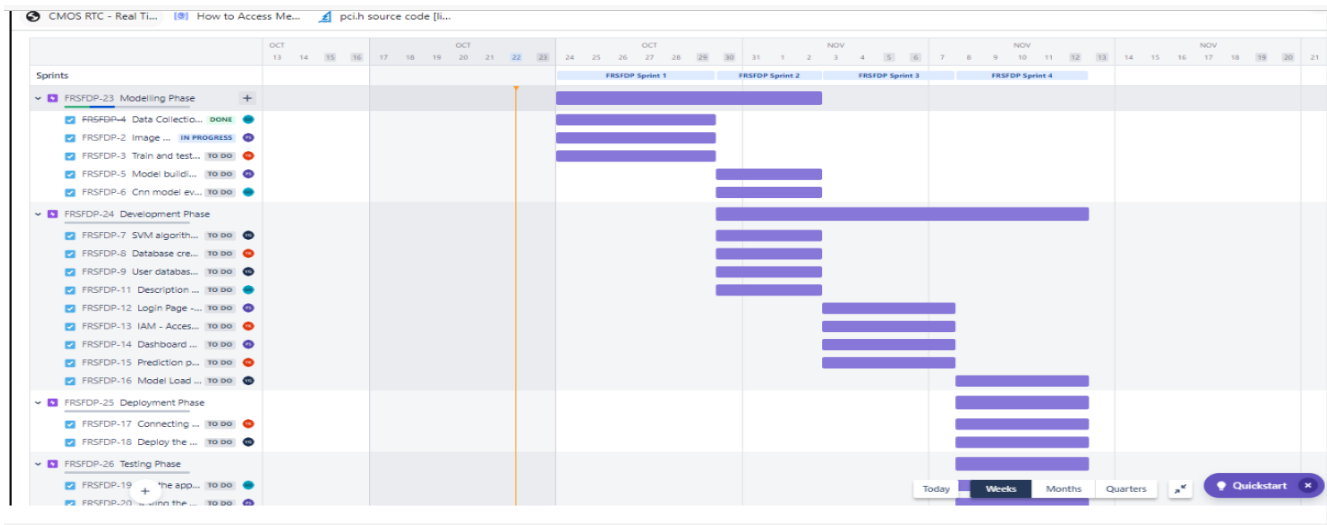 CMOS RTC - Real Ti... How to Access Me... pci.h source code [li...
OCT OCT OCT NOV NOV NOV
13 14 15 16 17 18 19 20 21 22 23 24 25 26 27 28 29 30 31 1 2 3 4 5 6 7 8 9 10 11 12 13 14 15 16 17 18 19 20 21
Sprints FRSFDP Sprint 1 FRSFDP Sprint 2 FRSFDP Sprint 3 FRSFDP Sprint 4
FRSFDP-23 Modelling Phase +
FRSFDP-4 Data Collectio... DONE
FRSFDP-2 Image ... IN PROGRESS
FRSFDP-3 Train and test... TO DO
FRSFDP-5 Model buildi... TO DO
FRSFDP-6 Cnn model ev... TO DO
FRSFDP-24 Development Phase
FRSFDP-7 SVM algorith... TO DO
FRSFDP-8 Database cre... TO DO
FRSFDP-9 User databas... TO DO
FRSFDP-11 Description ... TO DO
FRSFDP-12 Login Page -... TO DO
FRSFDP-13 IAM - Acces... TO DO
FRSFDP-14 Dashboard ... TO DO
FRSFDP-15 Prediction p... TO DO
FRSFDP-16 Model Load ... TO DO
FRSFDP-25 Deployment Phase
FRSFDP-17 Connecting ... TO DO
FRSFDP-18 Deploy the ... TO DO
FRSFDP-26 Testing Phase
FRSFDP-19 the app... TO DO
Today Weeks Months Quarters Quickstart
FRSFDP-20 the ... TO DO